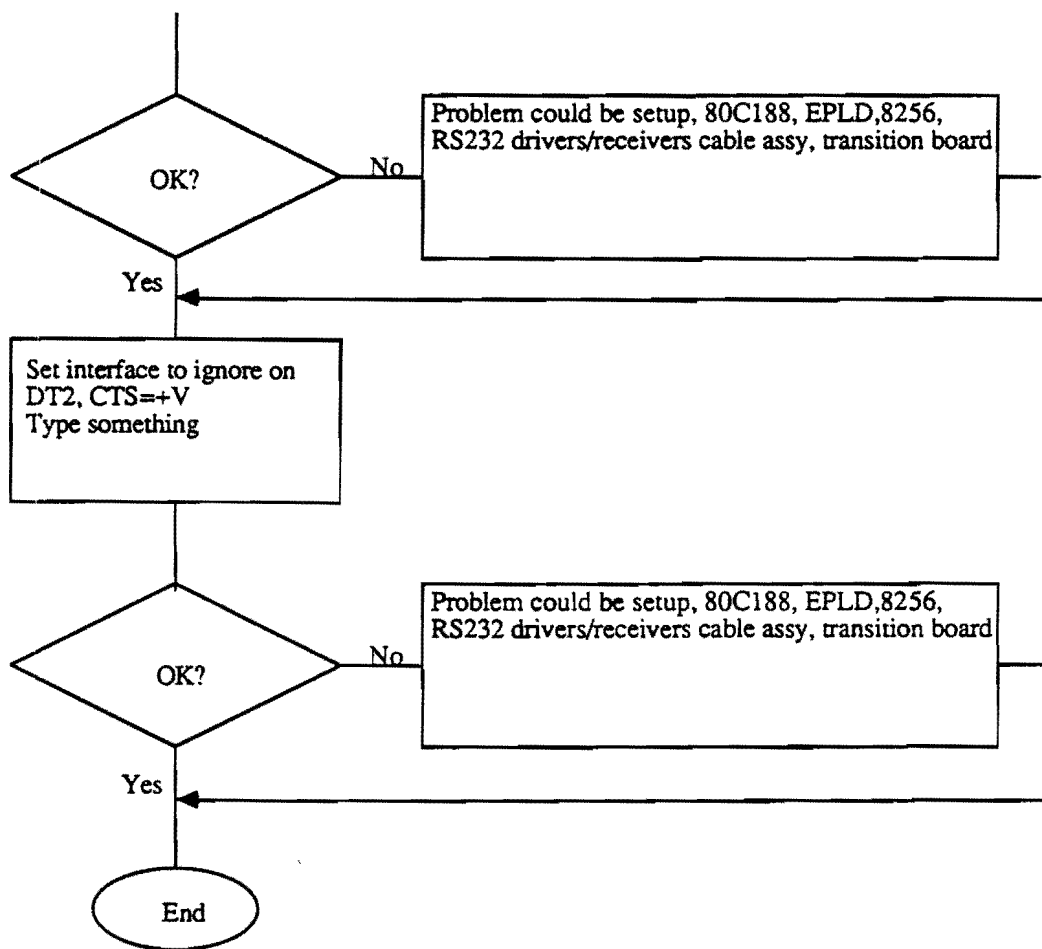 Problem could be setup, 80C188, EPLD,8256,
RS232 drivers/receivers cable assy, transition board
OK?
No
Yes
Set interface to ignore on
DT2, CTS=+V
Type something
Problem could be setup, 80C188, EPLD,8256,
RS232 drivers/receivers cable assy, transition board
OK?
No
Yes
End